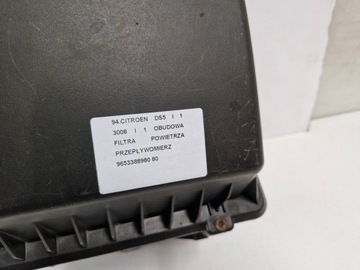 94.CITROEN DS5 I 1
3008 I 1 OBUDOWA
FILTRA POWIETRZA
PRZEPŁYWOMIERZ
9653388980 80